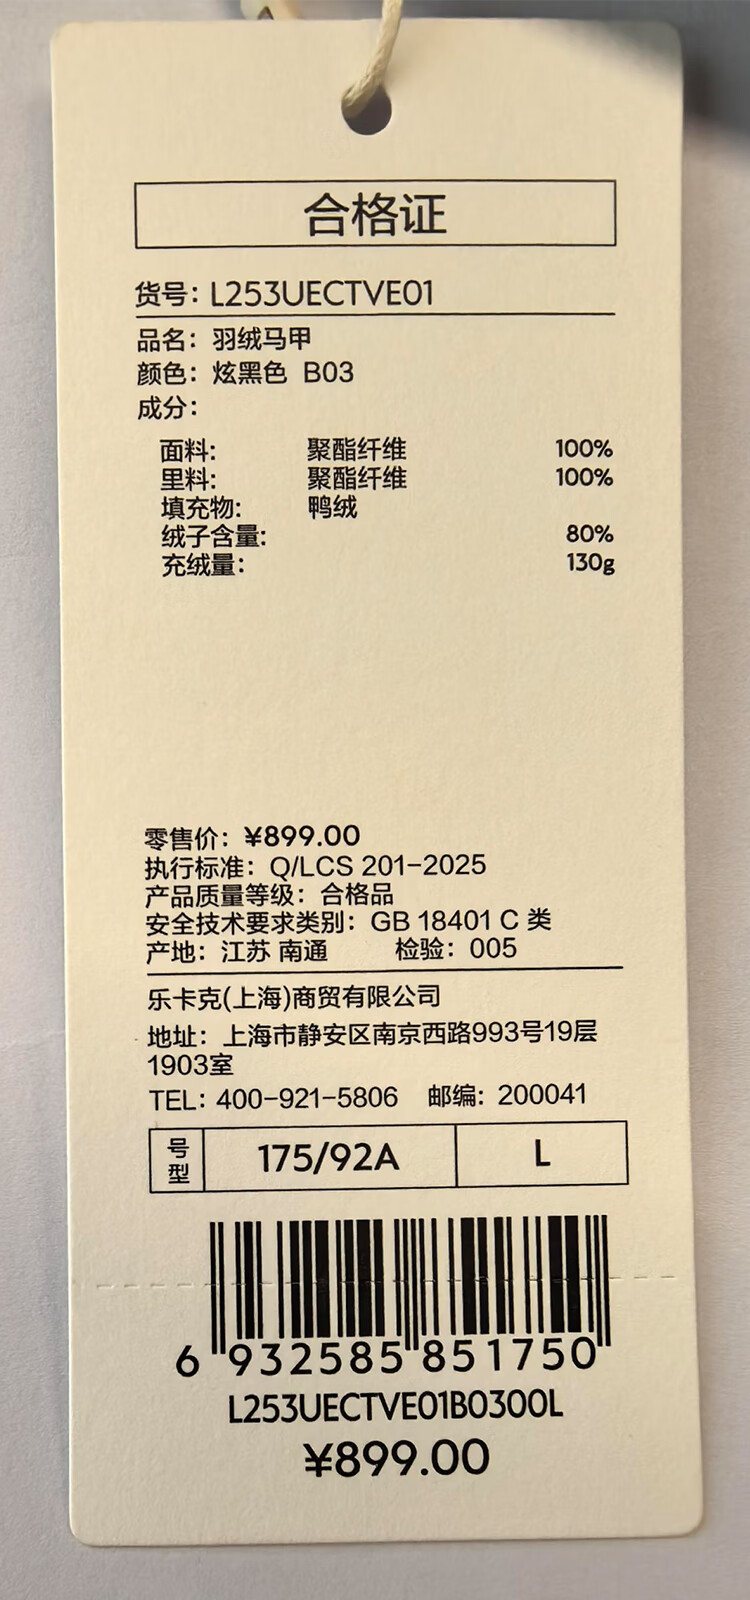 合格证
货号：L253UECTVE01
品名：羽绒马甲
颜色：炫黑色 B03
成分：
面料： 聚酯纤维 100%
里料： 聚酯纤维 100%
填充物： 鸭绒
绒子含量： 80%
充绒量： 130g
零售价：¥899.00
执行标准：Q/LCS 201-2025
产品质量等级：合格品
安全技术要求类别：GB 18401 C 类
产地：江苏 南通 检验：005
乐卡克(上海)商贸有限公司
地址：上海市静安区南京西路993号19层
1903室
TEL：400-921-5806 邮编：200041
号型 175/92A L
6 932585 851750
L253UECTVE01B0300L
¥899.00